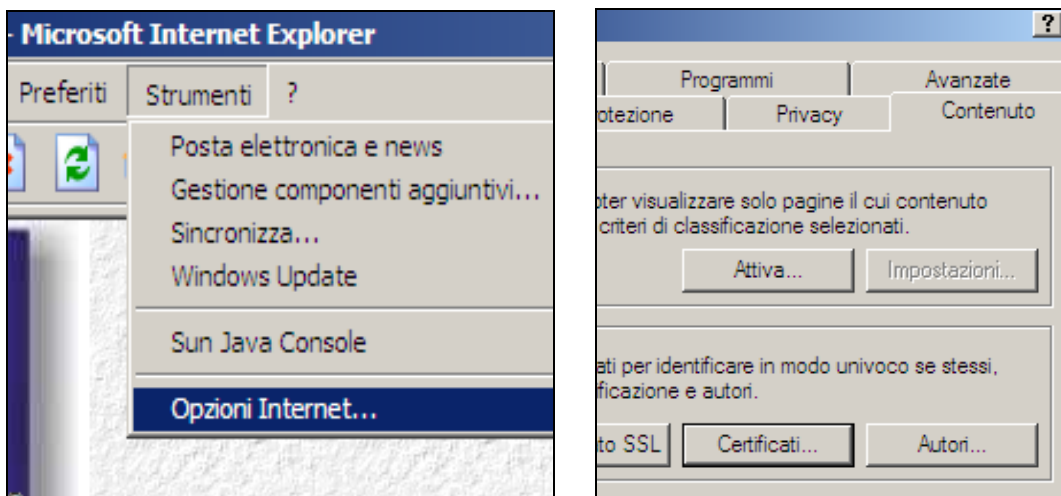 - Microsoft Internet Explorer
Preferiti Strumenti ?
Posta elettronica e news
Gestione componenti aggiuntivi...
Sincronizza...
Windows Update
Sun Java Console
Opzioni Internet...
?
Programmi Avanzate
otezione Privacy Contenuto
oter visualizzare solo pagine il cui contenuto
criteri di classificazione selezionati.
Attiva... Impostazioni...
ati per identificare in modo univoco se stessi,
ificazione e autori.
to SSL Certificati... Autori...